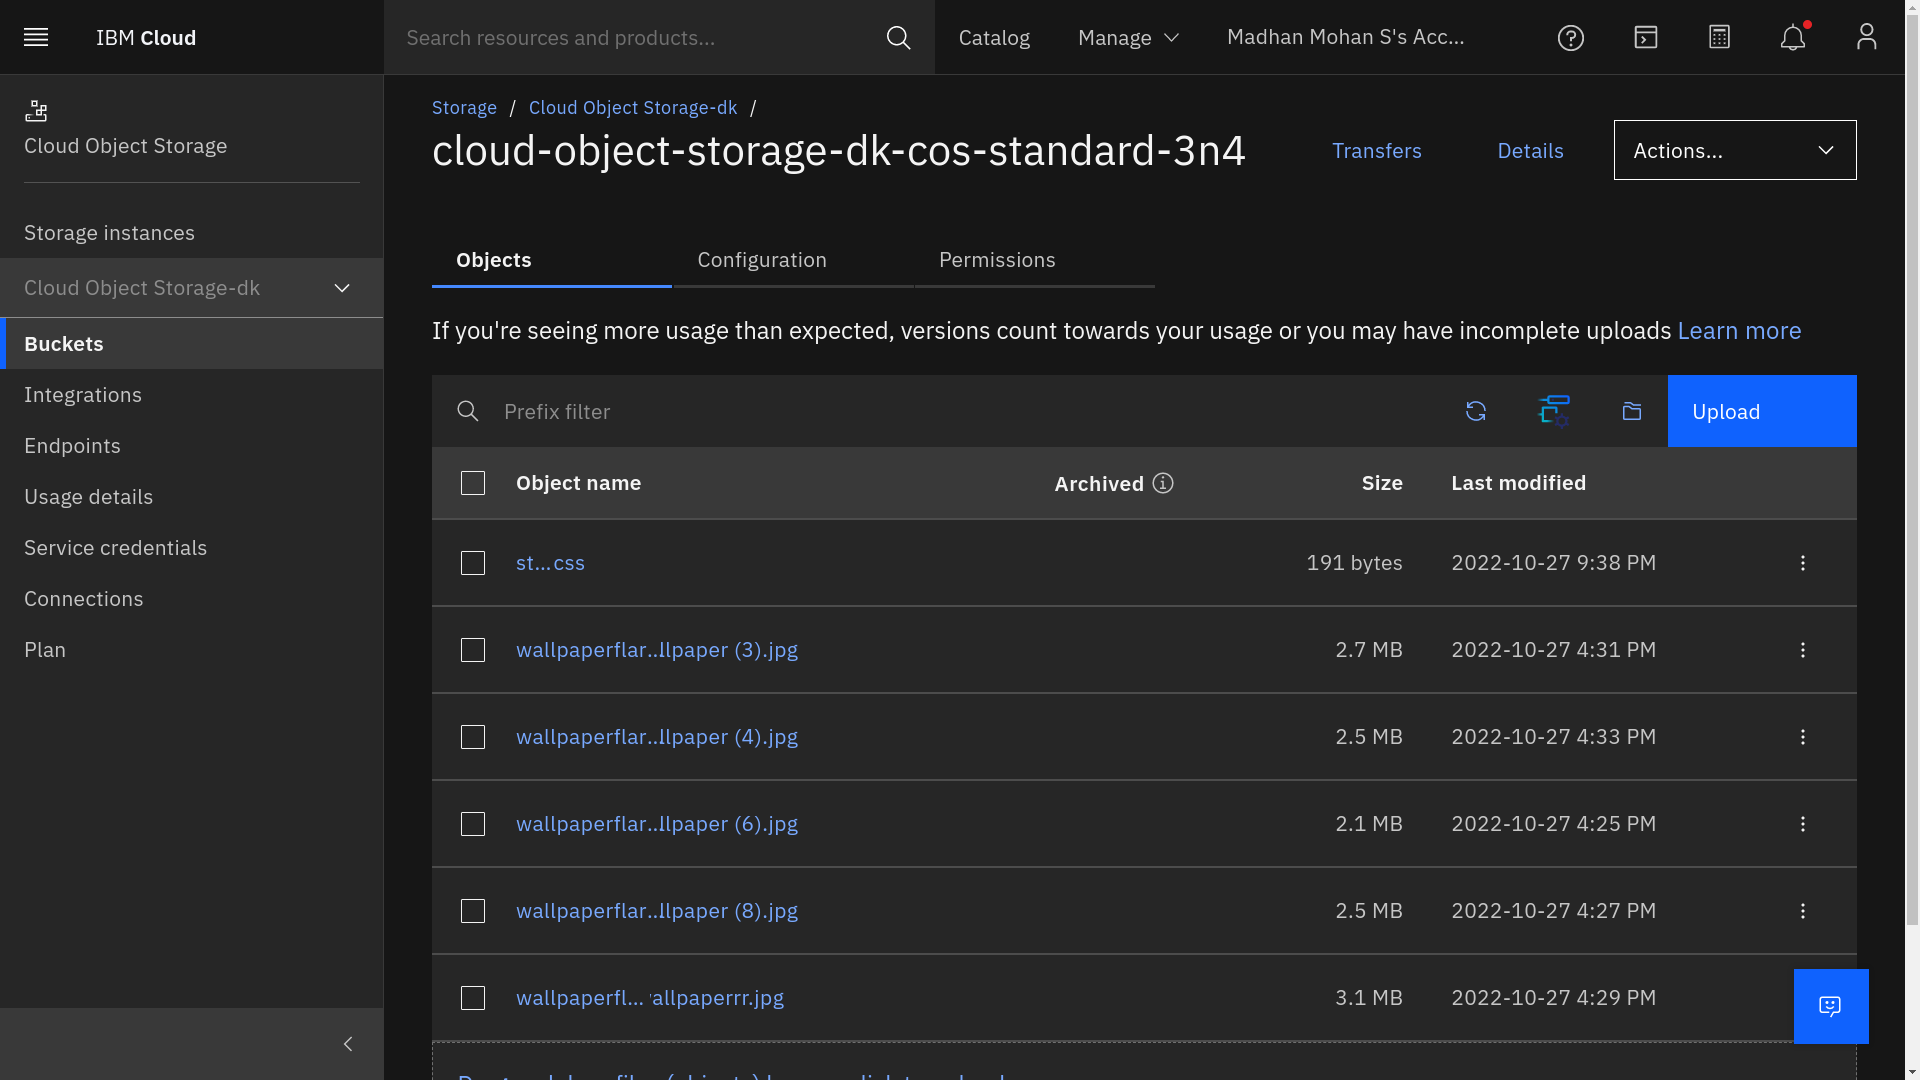 IBM Cloud
Search resources and products...
Catalog
Manage
Madhan Mohan S's Acc...
Cloud Object Storage
Storage instances
Cloud Object Storage-dk
Buckets
Integrations
Endpoints
Usage details
Service credentials
Connections
Plan
Storage / Cloud Object Storage-dk /
cloud-object-storage-dk-cos-standard-3n4
Transfers
Details
Actions...
Objects
Configuration
Permissions
If you're seeing more usage than expected, versions count towards your usage or you may have incomplete uploads Learn more
Prefix filter
Upload
Object name Archived Size Last modified
st...css 191 bytes 2022-10-27 9:38 PM
wallpaperflar...llpaper (3).jpg 2.7 MB 2022-10-27 4:31 PM
wallpaperflar...llpaper (4).jpg 2.5 MB 2022-10-27 4:33 PM
wallpaperflar...llpaper (6).jpg 2.1 MB 2022-10-27 4:25 PM
wallpaperflar...llpaper (8).jpg 2.5 MB 2022-10-27 4:27 PM
wallpaperfl... allpaperrr.jpg 3.1 MB 2022-10-27 4:29 PM